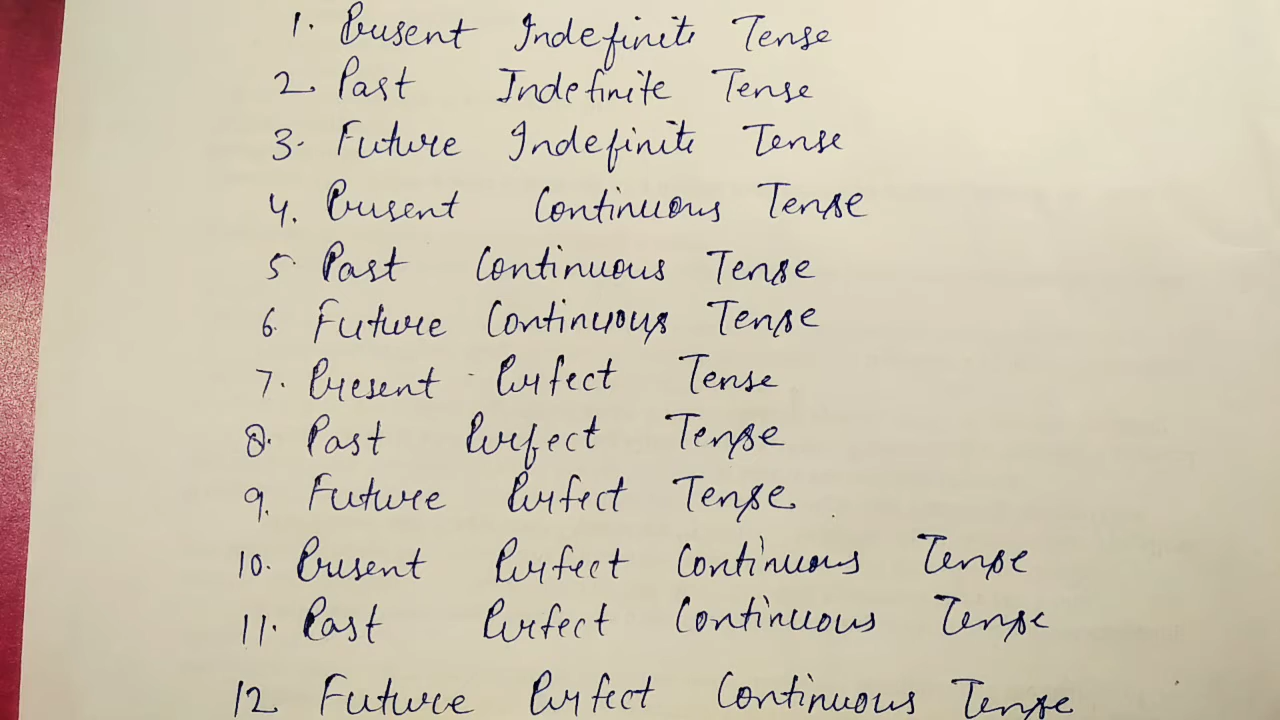 1. Present Indefinite Tense
2. Past Indefinite Tense
3. Future Indefinite Tense
4. Present Continuous Tense
5. Past Continuous Tense
6. Future Continuous Tense
7. Present Perfect Tense
8. Past Perfect Tense
9. Future Perfect Tense
10. Present Perfect Continuous Tense
11. Past Perfect Continuous Tense
12 Future Perfect Continuous Tense